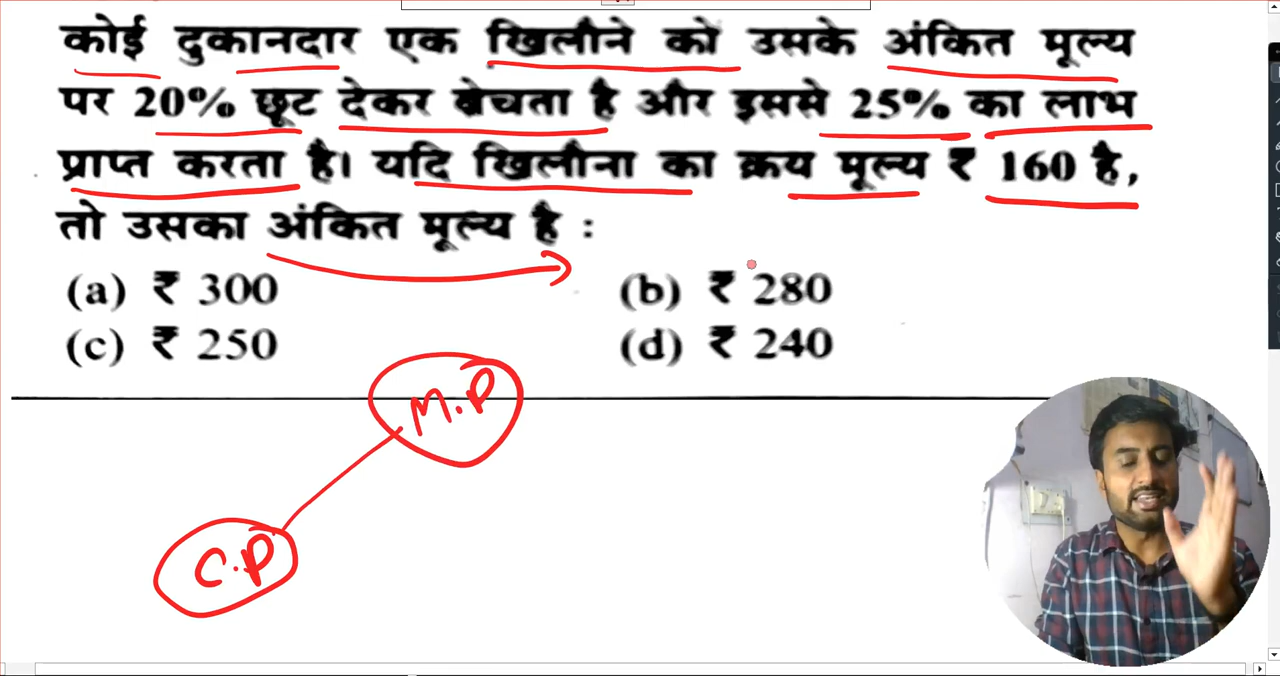 कोई दुकानदार एक खिलौने को उसके अंकित मूल्य
पर 20% छूट देकर बेचता है और इससे 25% का लाभ
प्राप्त करता है। यदि खिलौना का क्रय मूल्य ₹ 160 है,
तो उसका अंकित मूल्य है :
(a) ₹ 300 (b) ₹ 280
(c) ₹ 250 (d) ₹ 240
M.P
C.P